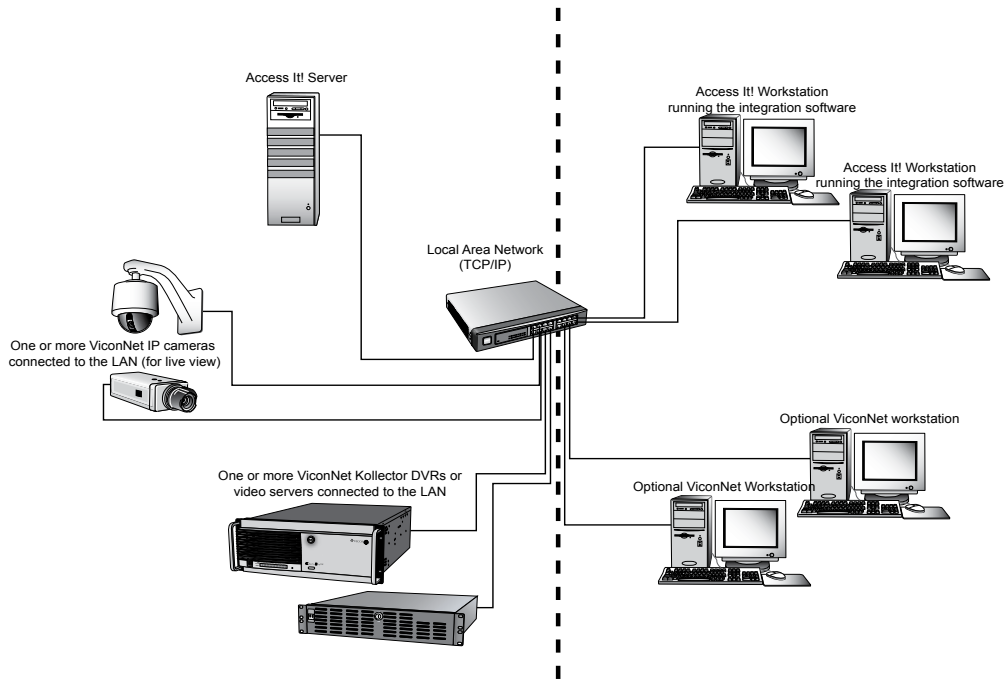 Access It! Server
Access It! Workstation
running the integration software
Access It! Workstation
running the integration software
Local Area Network
(TCP/IP)
One or more ViconNet IP cameras
connected to the LAN (for live view)
Optional ViconNet workstation
One or more ViconNet Kollector DVRs or
video servers connected to the LAN
Optional ViconNet Workstation